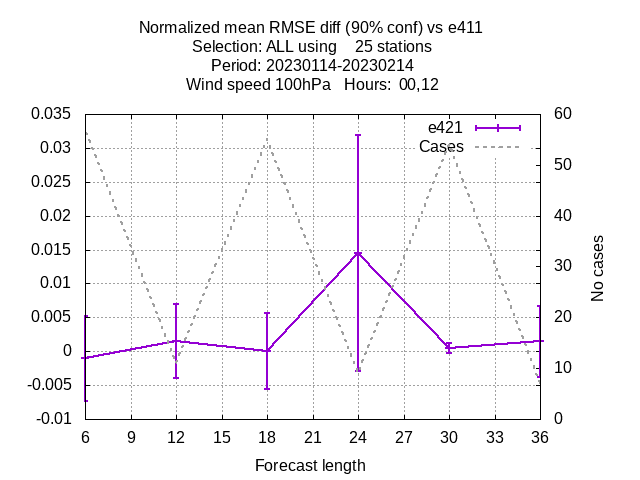 Normalized mean RMSE diff (90% conf) vs e411
Selection: ALL using    25 stations
Period: 20230114-20230214
Wind speed 100hPa   Hours:  00,12
e421
Cases
0.035
0.03
0.025
0.02
0.015
0.01
0.005
0
-0.005
-0.01
60
50
40
30
20
10
0
No cases
6 9 12 15 18 21 24 27 30 33 36
Forecast length